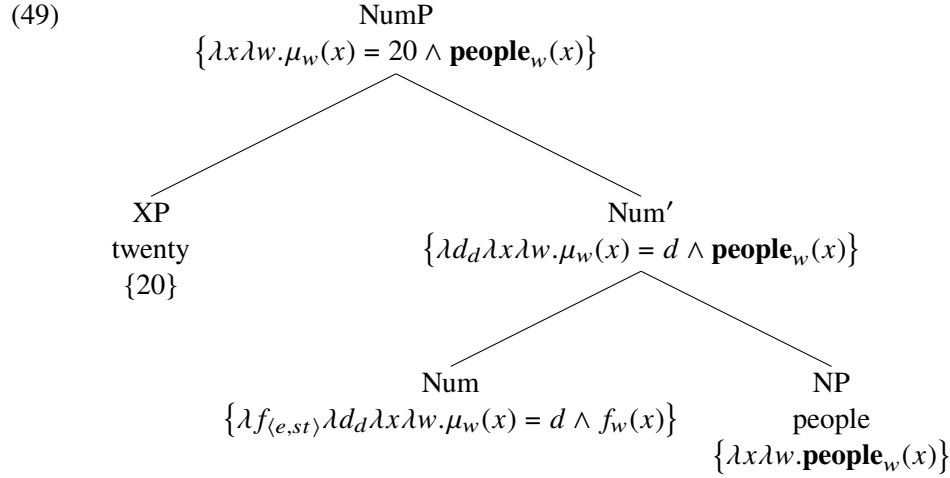 (49)
NumP
{λxλw.μ_w(x) = 20 ∧ people_w(x)}
XP
twenty
{20}
Num′
{λd_dλxλw.μ_w(x) = d ∧ people_w(x)}
Num
{λf_⟨e,st⟩λd_dλxλw.μ_w(x) = d ∧ f_w(x)}
NP
people
{λxλw.people_w(x)}